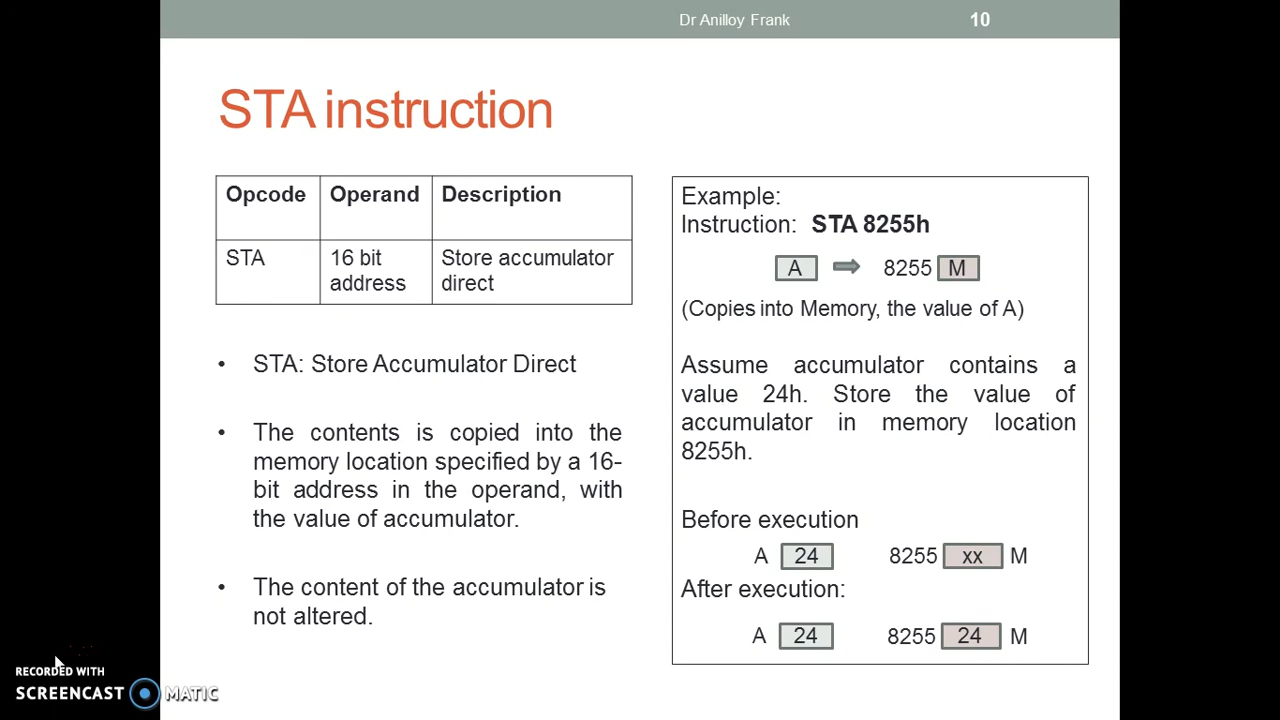 Dr Anilloy Frank 10
STA instruction
Opcode Operand Description
STA 16 bit address Store accumulator direct
• STA: Store Accumulator Direct
• The contents is copied into the
memory location specified by a 16-
bit address in the operand, with
the value of accumulator.
• The content of the accumulator is
not altered.
Example:
Instruction: STA 8255h
A 8255 M
(Copies into Memory, the value of A)
Assume accumulator contains a
value 24h. Store the value of
accumulator in memory location
8255h.
Before execution
A 24 8255 xx M
After execution:
A 24 8255 24 M
RECORDED WITH
SCREENCAST MATIC